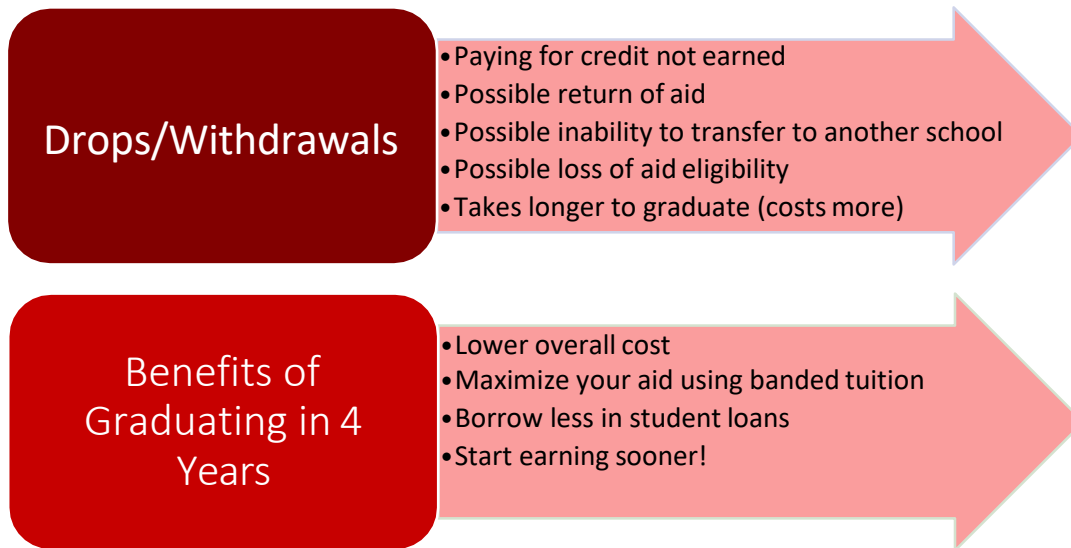 Drops/Withdrawals
•Paying for credit not earned
•Possible return of aid
•Possible inability to transfer to another school
•Possible loss of aid eligibility
•Takes longer to graduate (costs more)
Benefits of
Graduating in 4
Years
•Lower overall cost
•Maximize your aid using banded tuition
•Borrow less in student loans
•Start earning sooner!